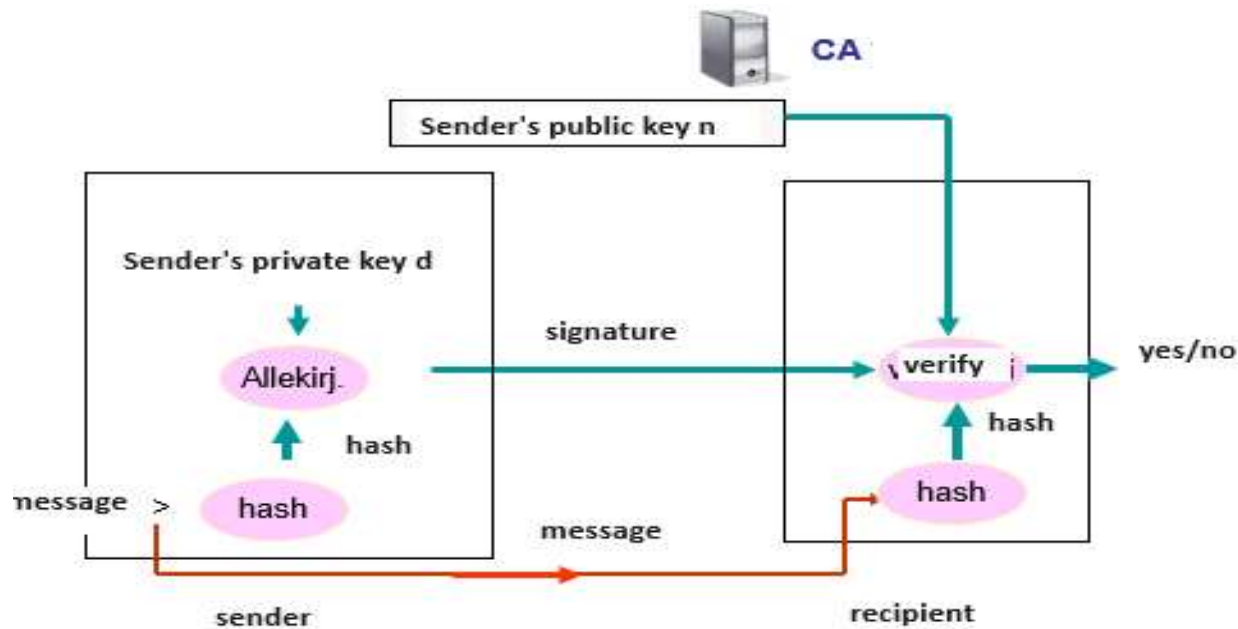 CA
Sender's public key n
Sender's private key d
signature
Allekirj.
verify
yes/no
hash
hash
message >
hash
hash
message
sender
recipient